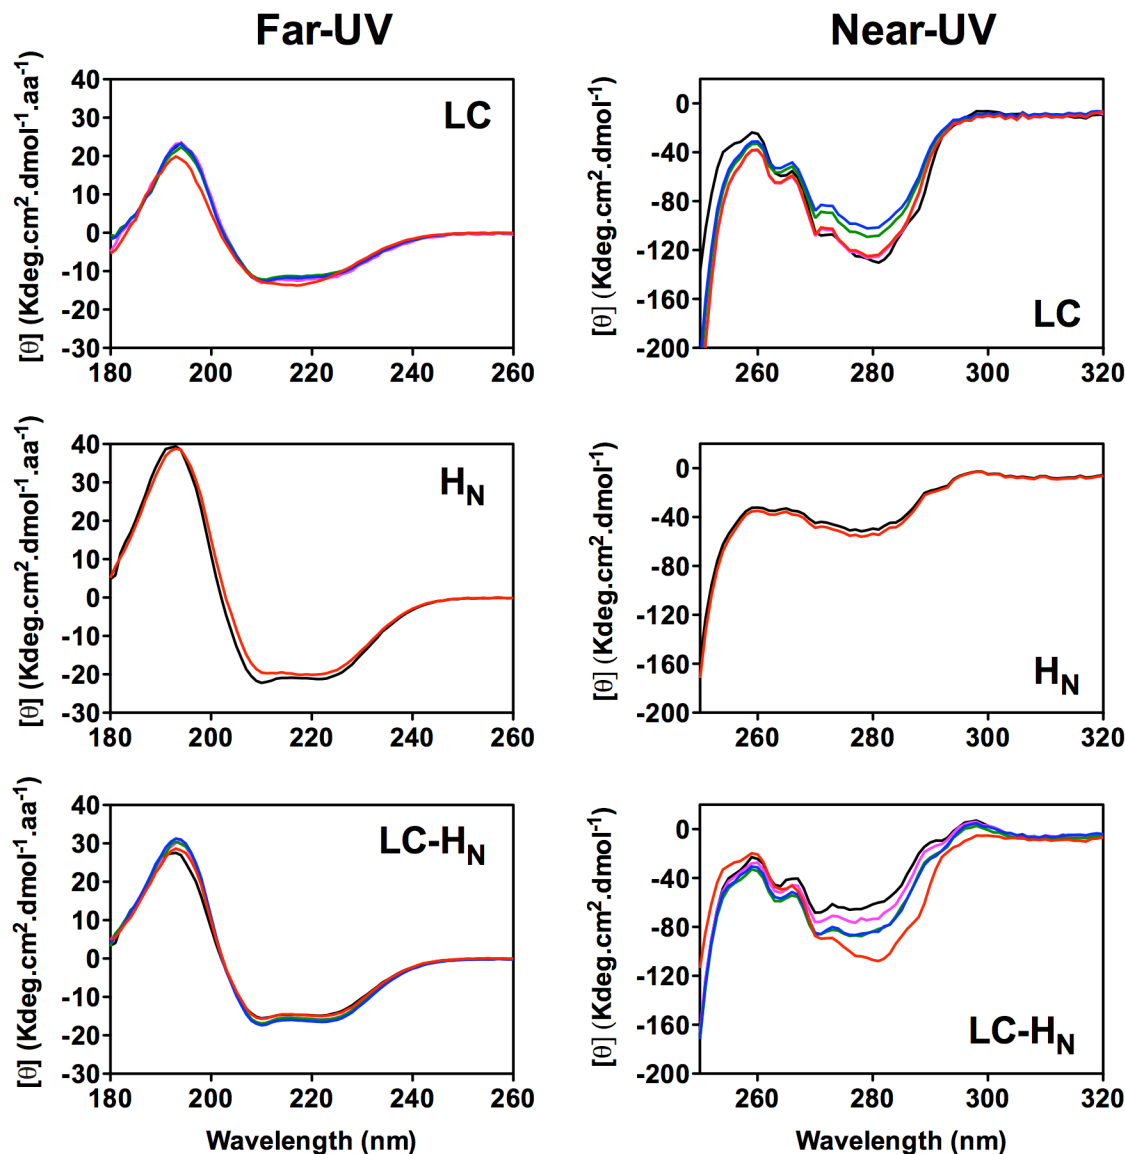 Far-UV
Near-UV
[θ] (Kdeg.cm².dmol⁻¹.aa⁻¹)
40
30
20
10
0
-10
-20
-30
180 200 220 240 260
LC
[θ] (Kdeg.cm².dmol⁻¹)
0
-40
-80
-120
-160
-200
260 280 300 320
LC
[θ] (Kdeg.cm².dmol⁻¹.aa⁻¹)
40
30
20
10
0
-10
-20
-30
180 200 220 240 260
H_N
[θ] (Kdeg.cm².dmol⁻¹)
0
-40
-80
-120
-160
-200
260 280 300 320
H_N
[θ] (Kdeg.cm².dmol⁻¹.aa⁻¹)
40
30
20
10
0
-10
-20
-30
180 200 220 240 260
LC-H_N
Wavelength (nm)
[θ] (Kdeg.cm².dmol⁻¹)
0
-40
-80
-120
-160
-200
260 280 300 320
LC-H_N
Wavelength (nm)